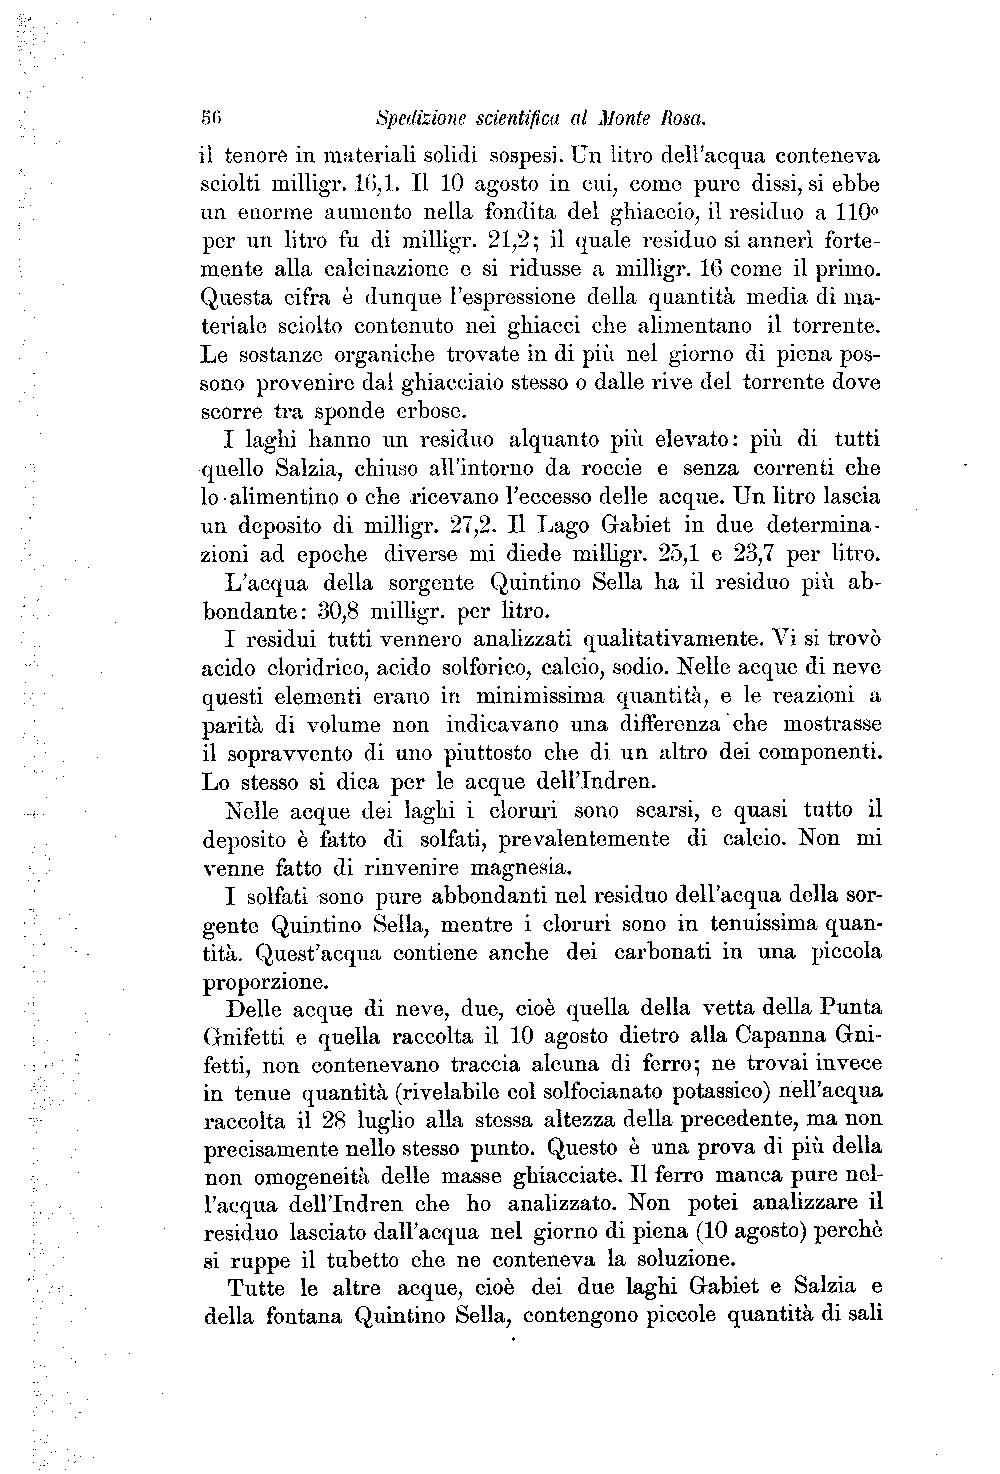 56 Spedizione scientifica al Monte Rosa.
il tenore in materiali solidi sospesi. Un litro dell'acqua conteneva
sciolti milligr. 16,1. Il 10 agosto in cui, come pure dissi, si ebbe
un enorme aumento nella fondita del ghiaccio, il residuo a 110º
per un litro fu di milligr. 21,2; il quale residuo si annerì forte-
mente alla calcinazione e si ridusse a milligr. 16 come il primo.
Questa cifra è dunque l'espressione della quantità media di ma-
teriale sciolto contenuto nei ghiacci che alimentano il torrente.
Le sostanze organiche trovate in di più nel giorno di piena pos-
sono provenire dal ghiacciaio stesso o dalle rive del torrente dove
scorre tra sponde erbose.
I laghi hanno un residuo alquanto più elevato: più di tutti
quello Salzia, chiuso all'intorno da roccie e senza correnti che
lo alimentino o che ricevano l'eccesso delle acque. Un litro lascia
un deposito di milligr. 27,2. Il Lago Gabiet in due determina-
zioni ad epoche diverse mi diede milligr. 25,1 e 23,7 per litro.
L'acqua della sorgente Quintino Sella ha il residuo più ab-
bondante: 30,8 milligr. per litro.
I residui tutti vennero analizzati qualitativamente. Vi si trovò
acido cloridrico, acido solforico, calcio, sodio. Nelle acque di neve
questi elementi erano in minimissima quantità, e le reazioni a
parità di volume non indicavano una differenza che mostrasse
il sopravvento di uno piuttosto che di un altro dei componenti.
Lo stesso si dica per le acque dell'Indren.
Nelle acque dei laghi i cloruri sono scarsi, e quasi tutto il
deposito è fatto di solfati, prevalentemente di calcio. Non mi
venne fatto di rinvenire magnesia.
I solfati sono pure abbondanti nel residuo dell'acqua della sor-
gente Quintino Sella, mentre i cloruri sono in tenuissima quan-
tità. Quest'acqua contiene anche dei carbonati in una piccola
proporzione.
Delle acque di neve, due, cioè quella della vetta della Punta
Gnifetti e quella raccolta il 10 agosto dietro alla Capanna Gni-
fetti, non contenevano traccia alcuna di ferro; ne trovai invece
in tenue quantità (rivelabile col solfocianato potassico) nell'acqua
raccolta il 28 luglio alla stessa altezza della precedente, ma non
precisamente nello stesso punto. Questo è una prova di più della
non omogeneità delle masse ghiacciate. Il ferro manca pure nel-
l'acqua dell'Indren che ho analizzato. Non potei analizzare il
residuo lasciato dall'acqua nel giorno di piena (10 agosto) perchè
si ruppe il tubetto che ne conteneva la soluzione.
Tutte le altre acque, cioè dei due laghi Gabiet e Salzia e
della fontana Quintino Sella, contengono piccole quantità di sali